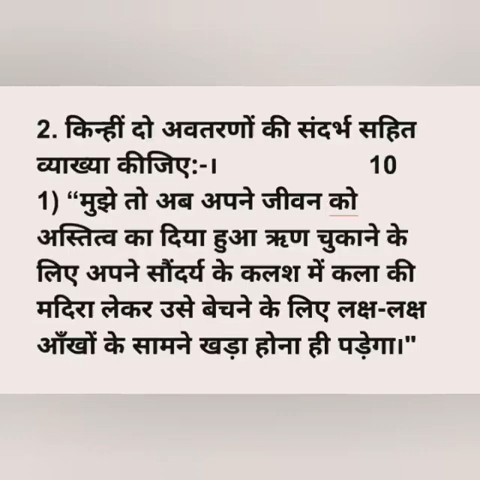 2. किन्हीं दो अवतरणों की संदर्भ सहित
व्याख्या कीजिए:-। 10
1) “मुझे तो अब अपने जीवन को
अस्तित्व का दिया हुआ ऋण चुकाने के
लिए अपने सौंदर्य के कलश में कला की
मदिरा लेकर उसे बेचने के लिए लक्ष-लक्ष
आँखों के सामने खड़ा होना ही पड़ेगा।"